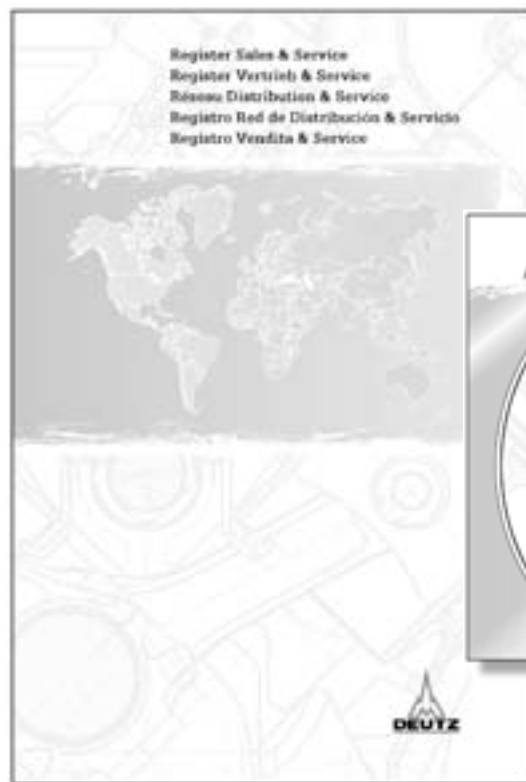 Register Sales & Service
Register Vertrieb & Service
Réseau Distribution & Service
Registro Red de Distribución & Servicio
Registro Vendita & Service
DEUTZ